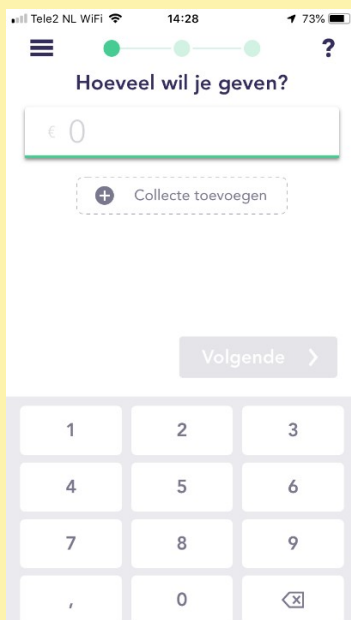 Tele2 NL WiFi 14:28 73%
?
Hoeveel wil je geven?
€ 0
+ Collecte toevoegen
Volgende >
1 2 3
4 5 6
7 8 9
, 0